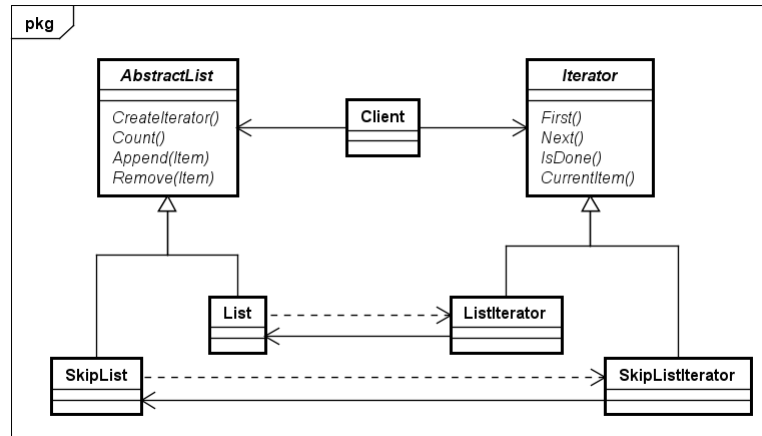 pkg
AbstractList
CreateIterator()
Count()
Append(Item)
Remove(Item)
Client
Iterator
First()
Next()
IsDone()
CurrentItem()
List
ListIterator
SkipList
SkipListIterator